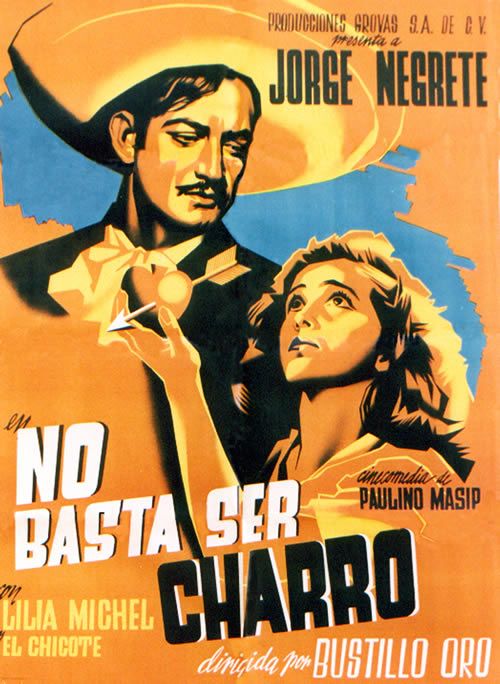 PRODUCCIONES GROVAS S.A. DE C.V.
presenta a
JORGE NEGRETE
en
NO
BASTA SER
CHARRO
cinecomedia de
PAULINO MASIP
con
LILIA MICHEL
y
EL CHICOTE
dirigida por BUSTILLO ORO